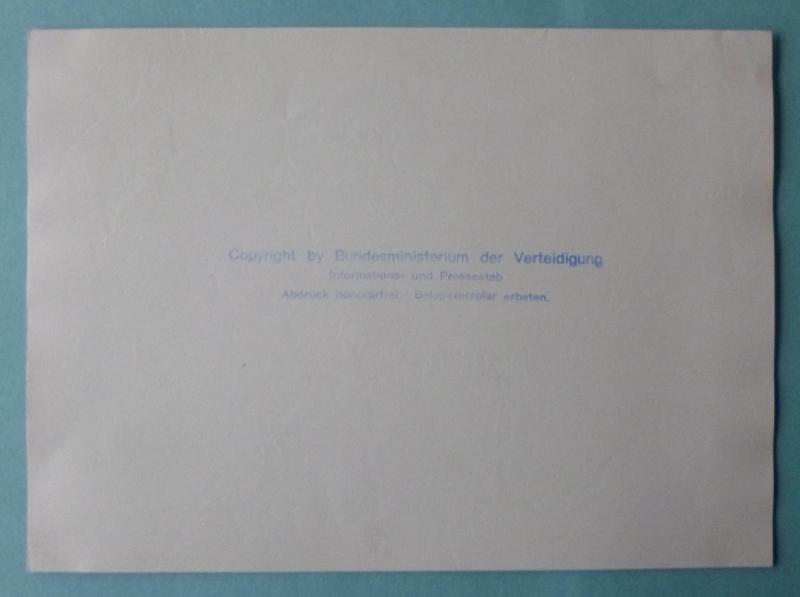 Copyright by Bundesministerium der Verteidigung
Informations- und Pressestab
Abdruck honorarfrei. Belegexemplar erbeten.